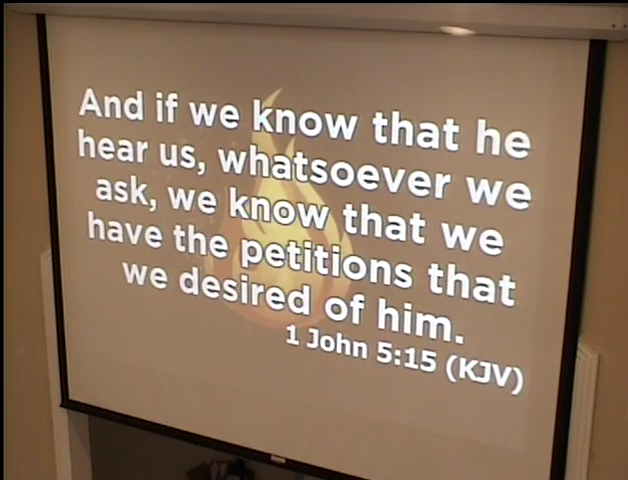 And if we know that he
hear us, whatsoever we
ask, we know that we
have the petitions that
we desired of him.
1 John 5:15 (KJV)